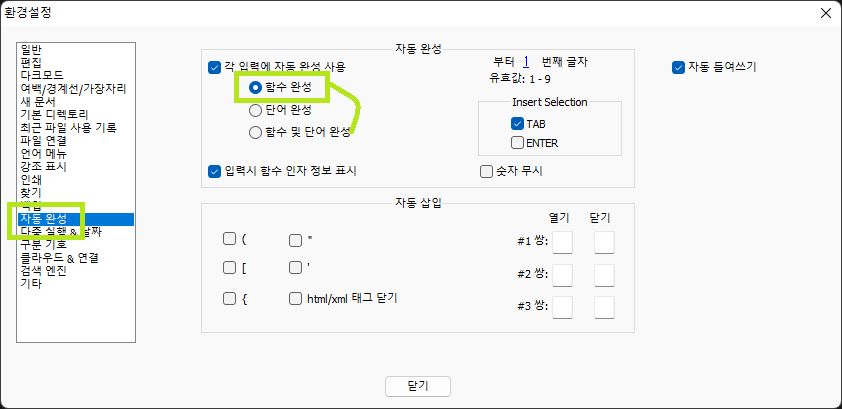 환경설정
일반
편집
다크모드
여백/경계선/가장자리
새 문서
기본 디렉토리
최근 파일 사용 기록
파일 연결
언어 메뉴
강조 표시
인쇄
찾기
백업
자동 완성
다중 실행 & 날짜
구분 기호
클라우드 & 연결
검색 엔진
기타
자동 완성
각 입력에 자동 완성 사용
함수 완성
단어 완성
함수 및 단어 완성
입력시 함수 인자 정보 표시
부터 1 번째 글자
유효값: 1 - 9
Insert Selection
TAB
ENTER
숫자 무시
자동 들여쓰기
자동 삽입
열기 닫기
( " #1 쌍:
[ ' #2 쌍:
{ html/xml 태그 닫기 #3 쌍:
닫기